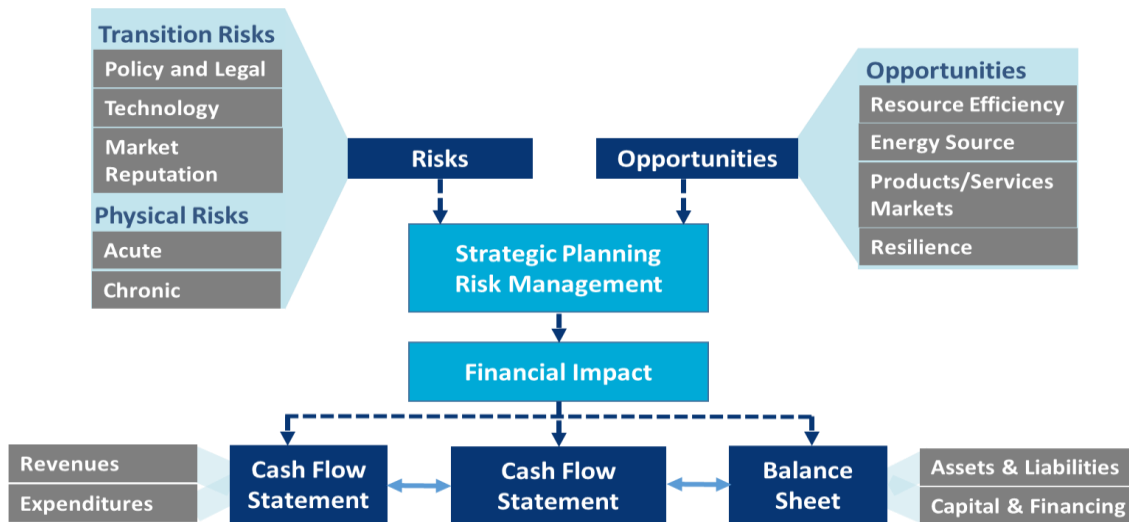 Transition Risks
Policy and Legal
Technology
Market
Reputation
Physical Risks
Acute
Chronic
Risks
Opportunities
Opportunities
Resource Efficiency
Energy Source
Products/Services
Markets
Resilience
Strategic Planning
Risk Management
Financial Impact
Revenues
Expenditures
Cash Flow
Statement
Cash Flow
Statement
Balance
Sheet
Assets & Liabilities
Capital & Financing